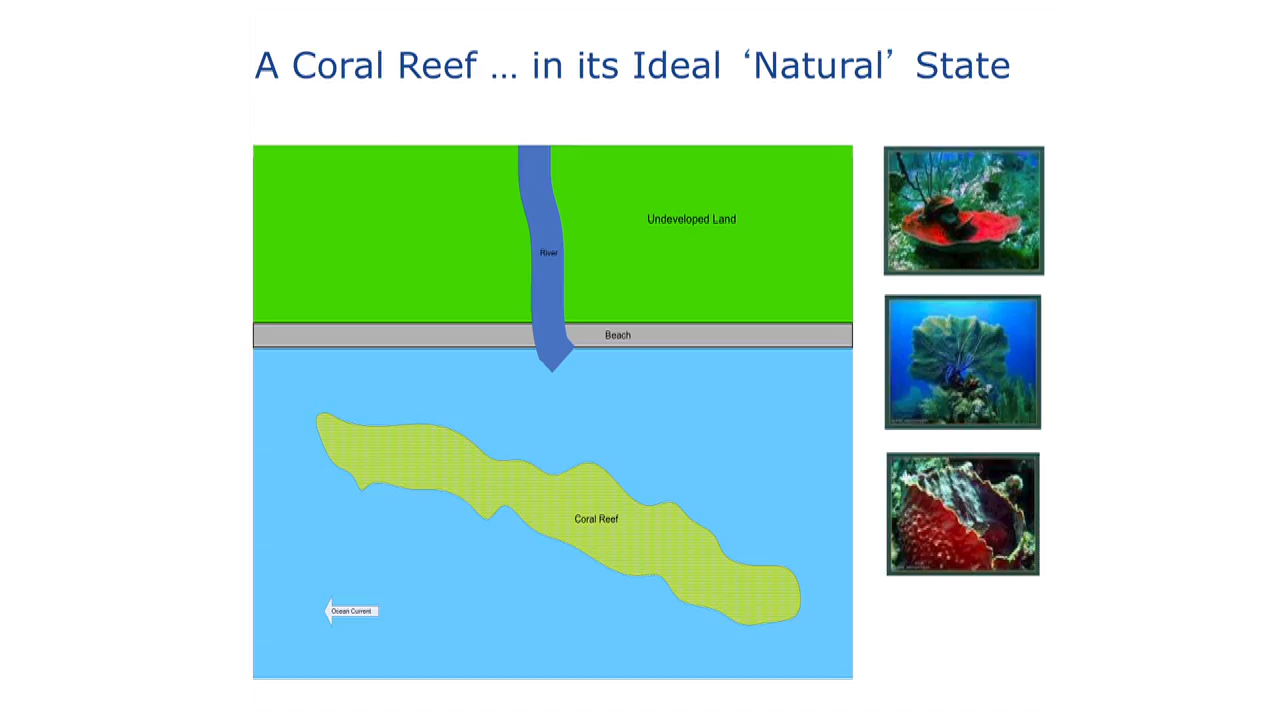 A Coral Reef … in its Ideal ‘Natural’ State
Undeveloped Land
River
Beach
Coral Reef
Ocean Current